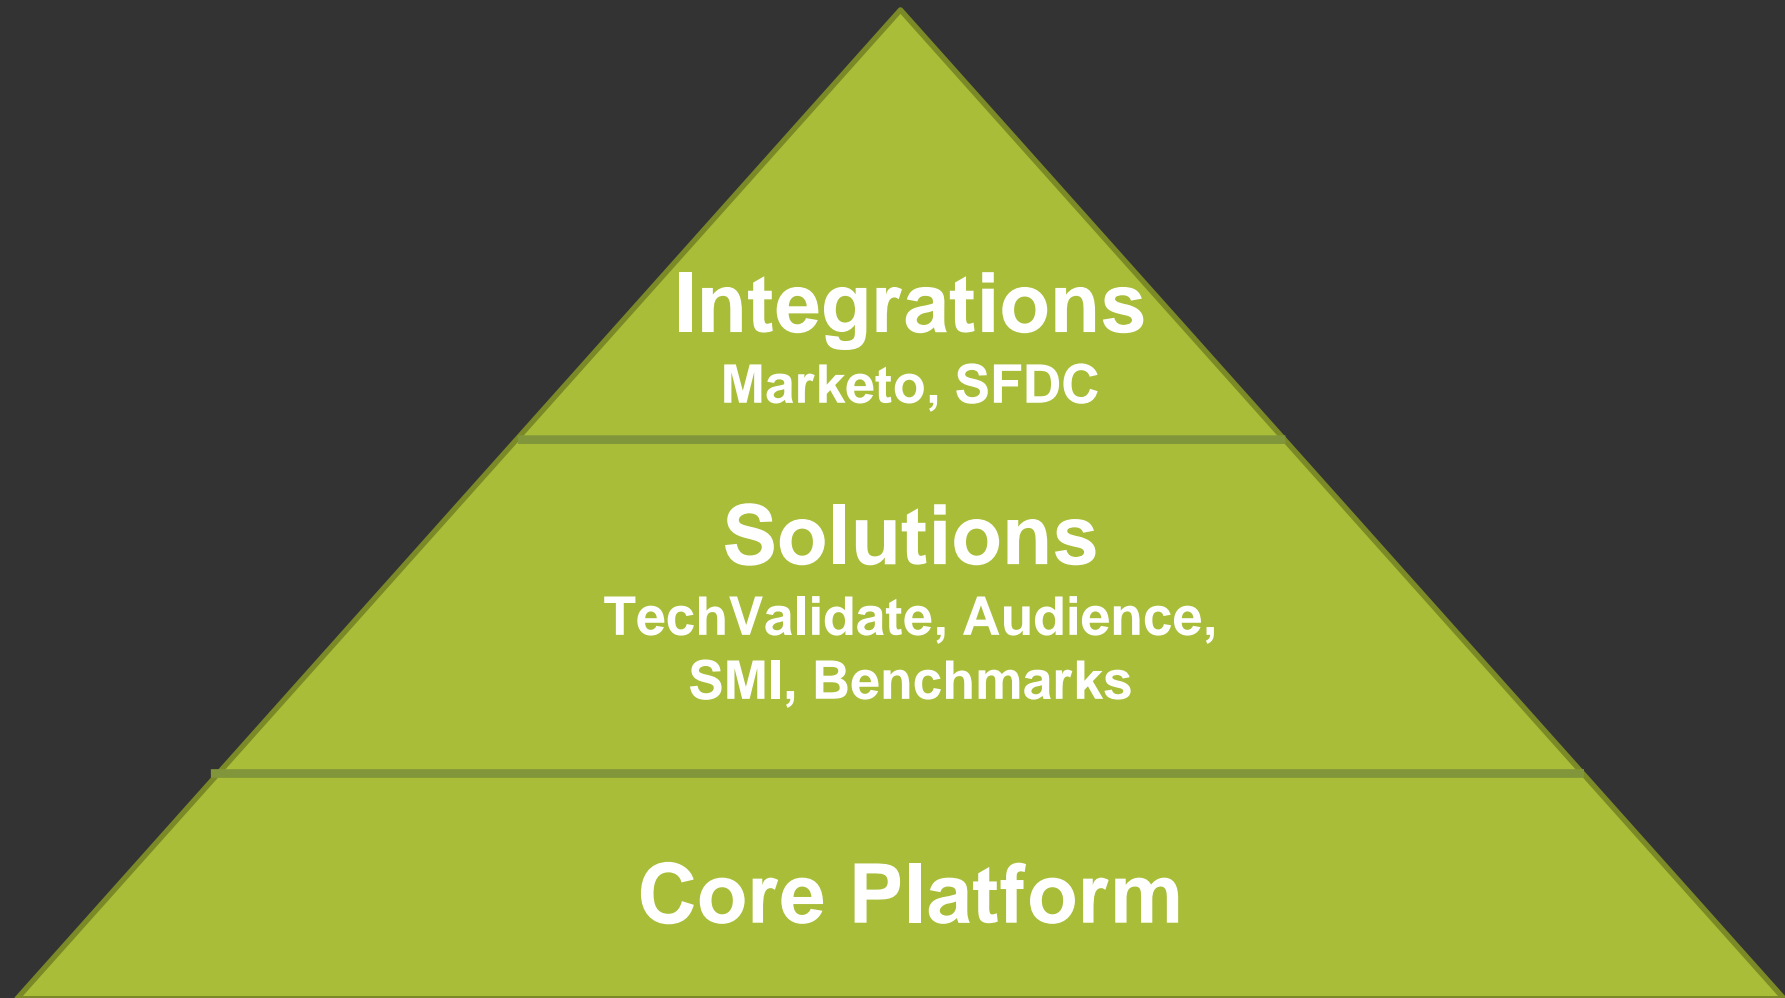 Integrations
Marketo, SFDC
Solutions
TechValidate, Audience,
SMI, Benchmarks
Core Platform